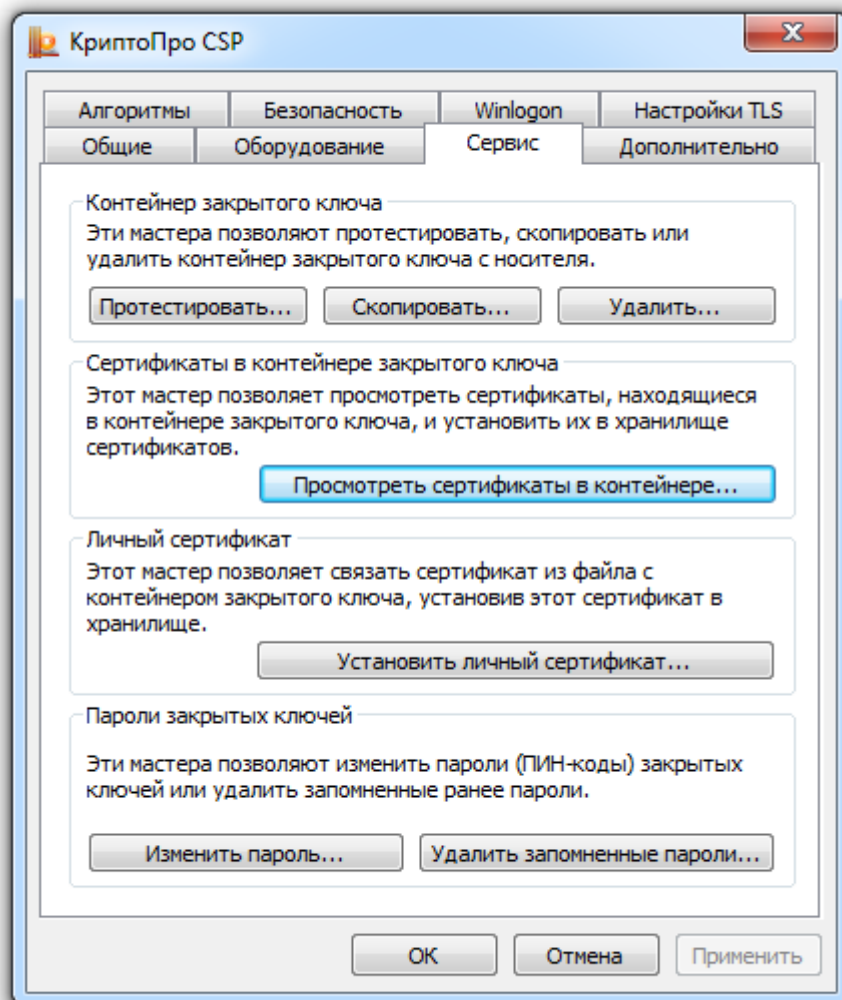 КриптоПро CSP
Алгоритмы Безопасность Winlogon Настройки TLS
Общие Оборудование Сервис Дополнительно
Контейнер закрытого ключа
Эти мастера позволяют протестировать, скопировать или
удалить контейнер закрытого ключа с носителя.
Протестировать... Скопировать... Удалить...
Сертификаты в контейнере закрытого ключа
Этот мастер позволяет просмотреть сертификаты, находящиеся
в контейнере закрытого ключа, и установить их в хранилище
сертификатов.
Просмотреть сертификаты в контейнере...
Личный сертификат
Этот мастер позволяет связать сертификат из файла с
контейнером закрытого ключа, установив этот сертификат в
хранилище.
Установить личный сертификат...
Пароли закрытых ключей
Эти мастера позволяют изменить пароли (ПИН-коды) закрытых
ключей или удалить запомненные ранее пароли.
Изменить пароль... Удалить запомненные пароли...
ОК Отмена Применить